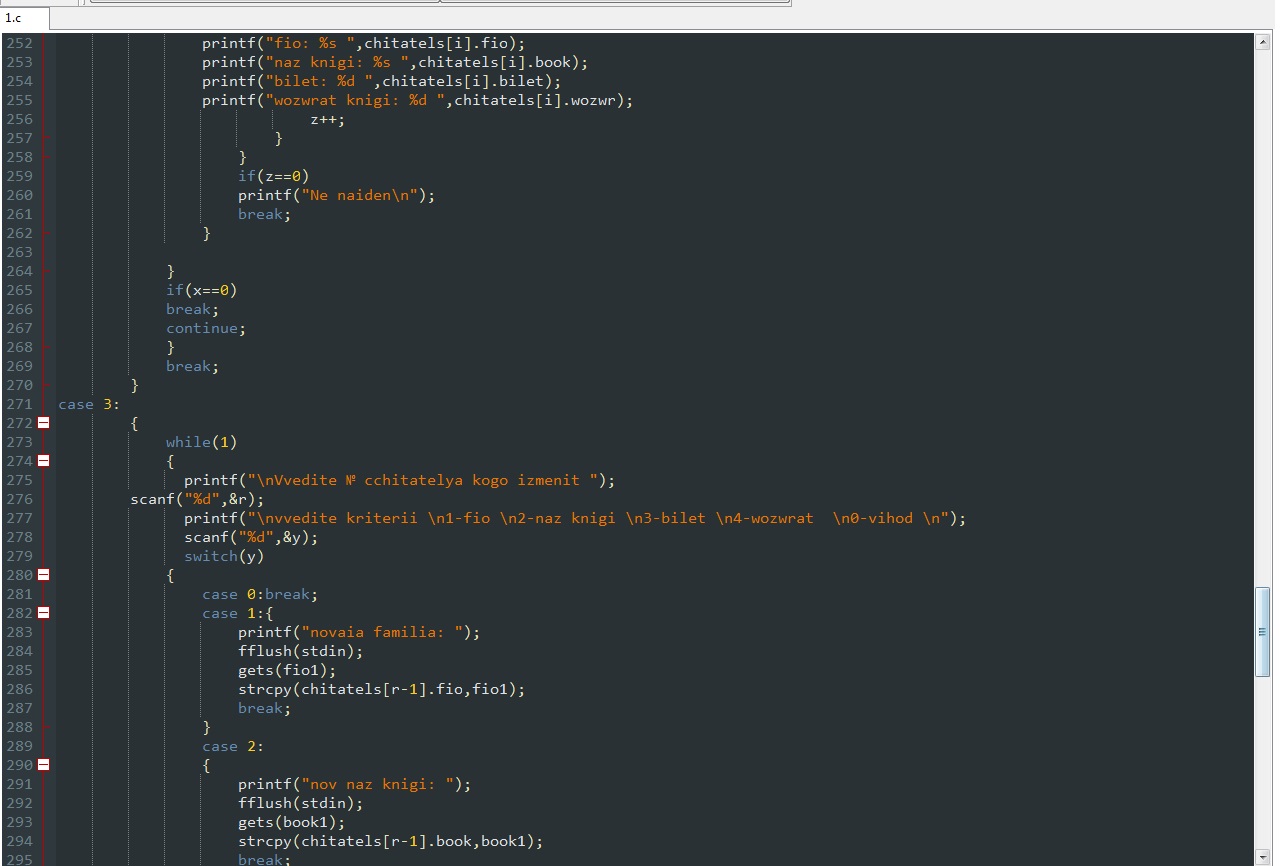 1.c
252 printf("fio: %s ",chitatels[i].fio);
253 printf("naz knigi: %s ",chitatels[i].book);
254 printf("bilet: %d ",chitatels[i].bilet);
255 printf("wozwrat knigi: %d ",chitatels[i].wozwr);
256 z++;
257 }
258 }
259 if(z==0)
260 printf("Ne naiden\n");
261 break;
262 }
263
264 }
265 if(x==0)
266 break;
267 continue;
268 }
269 break;
270 }
271 case 3:
272 {
273 while(1)
274 {
275 printf("\nVvedite № cchitatelya kogo izmenit ");
276 scanf("%d",&r);
277 printf("\nvvedite kriterii \n1-fio \n2-naz knigi \n3-bilet \n4-wozwrat  \n0-vihod \n");
278 scanf("%d",&y);
279 switch(y)
280 {
281 case 0:break;
282 case 1:{
283 printf("novaia familia: ");
284 fflush(stdin);
285 gets(fio1);
286 strcpy(chitatels[r-1].fio,fio1);
287 break;
288 }
289 case 2:
290 {
291 printf("nov naz knigi: ");
292 fflush(stdin);
293 gets(book1);
294 strcpy(chitatels[r-1].book,book1);
295 break;